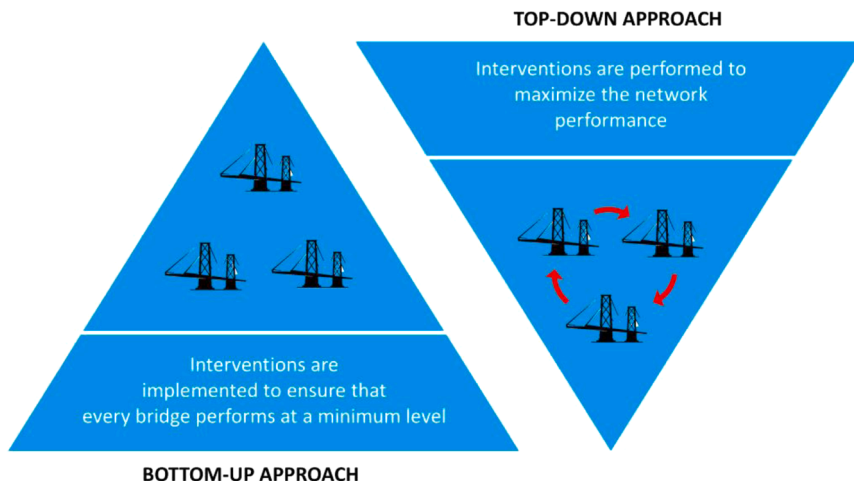 TOP-DOWN APPROACH
Interventions are performed to
maximize the network
performance
Interventions are
implemented to ensure that
every bridge performs at a minimum level
BOTTOM-UP APPROACH